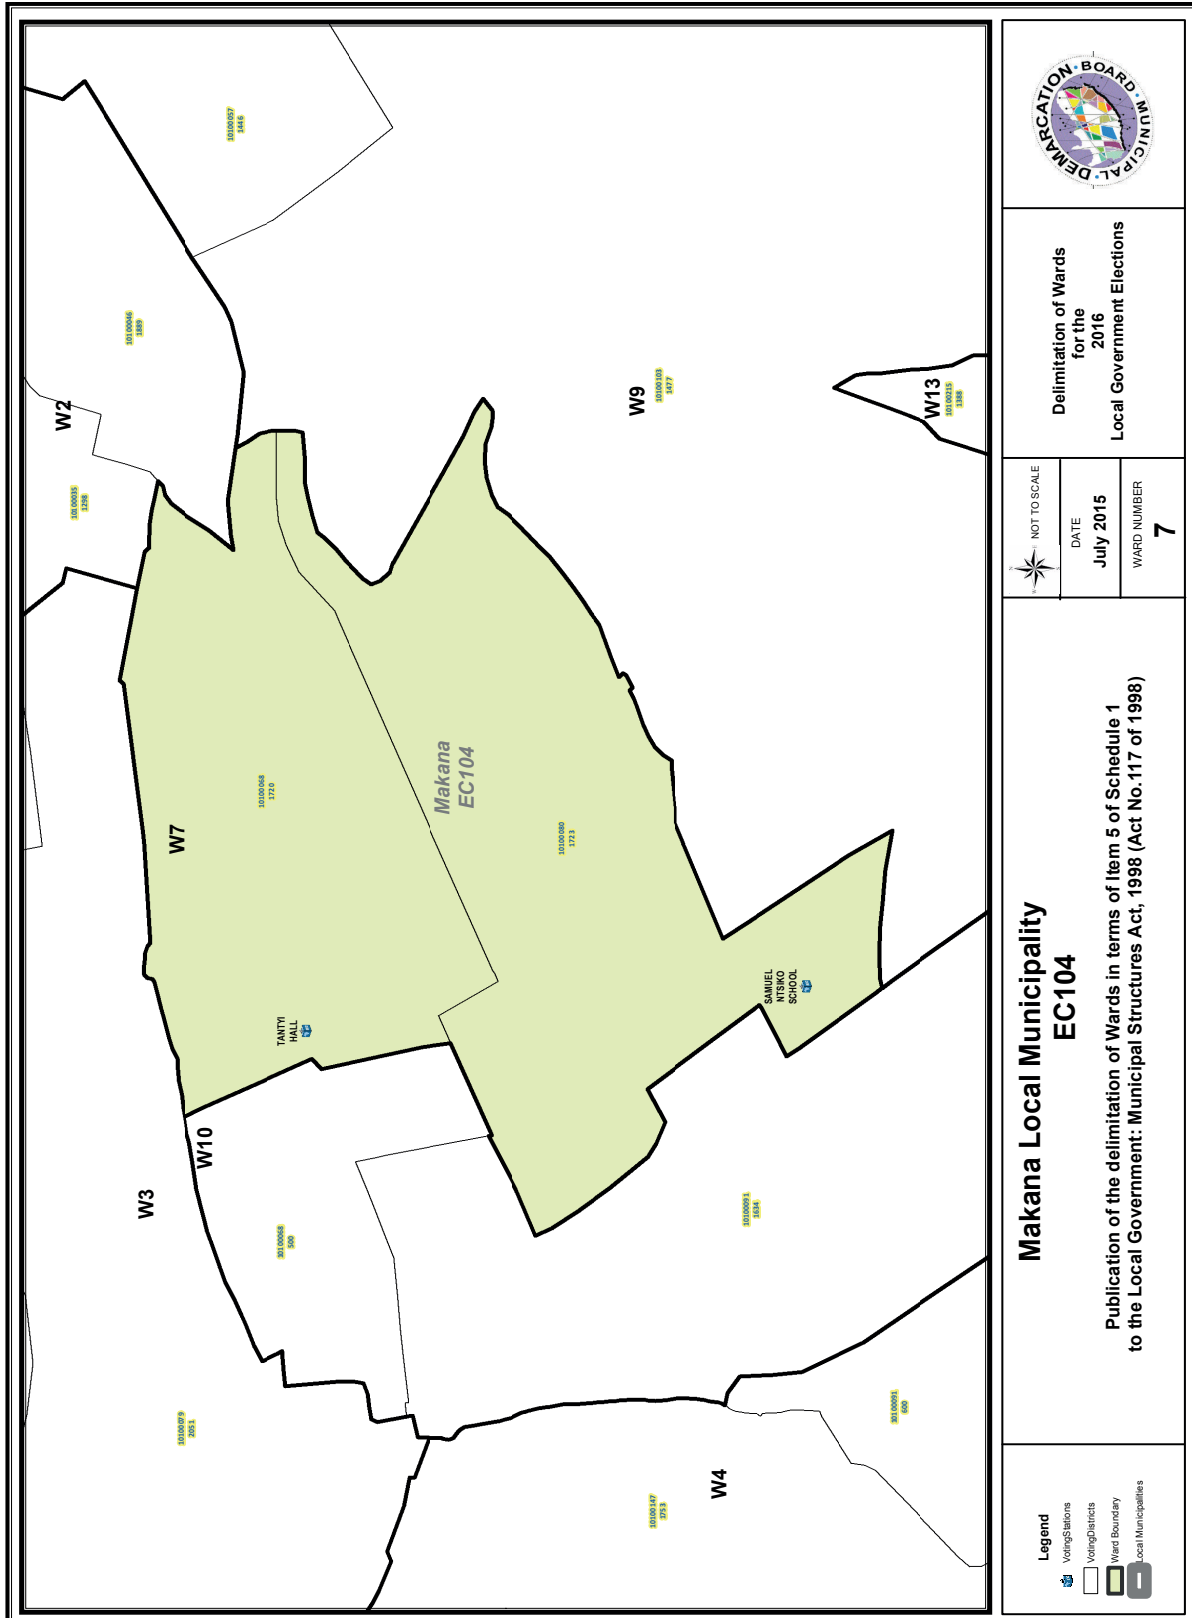 W2
10100057
1446
10100046
1889
10100035
1298
W9
10100103
1477
W13
10100215
1388
W7
10100068
1720
Makana
EC104
10100080
1723
TANTYI
HALL
SAMUEL
NTSIKO
SCHOOL
W3
W10
10100068
500
10100091
1634
10100079
2051
10100147
1753
W4
10100091
600
Legend
VotingStations
VotingDistricts
Ward Boundary
Local Municipalities
Makana Local Municipality
EC104
Publication of the delimitation of Wards in terms of Item 5 of Schedule 1
to the Local Government: Municipal Structures Act, 1998 (Act No.117 of 1998)
NOT TO SCALE
DATE
July 2015
WARD NUMBER
7
Delimitation of Wards
for the
2016
Local Government Elections
MUNICIPAL DEMARCATION BOARD